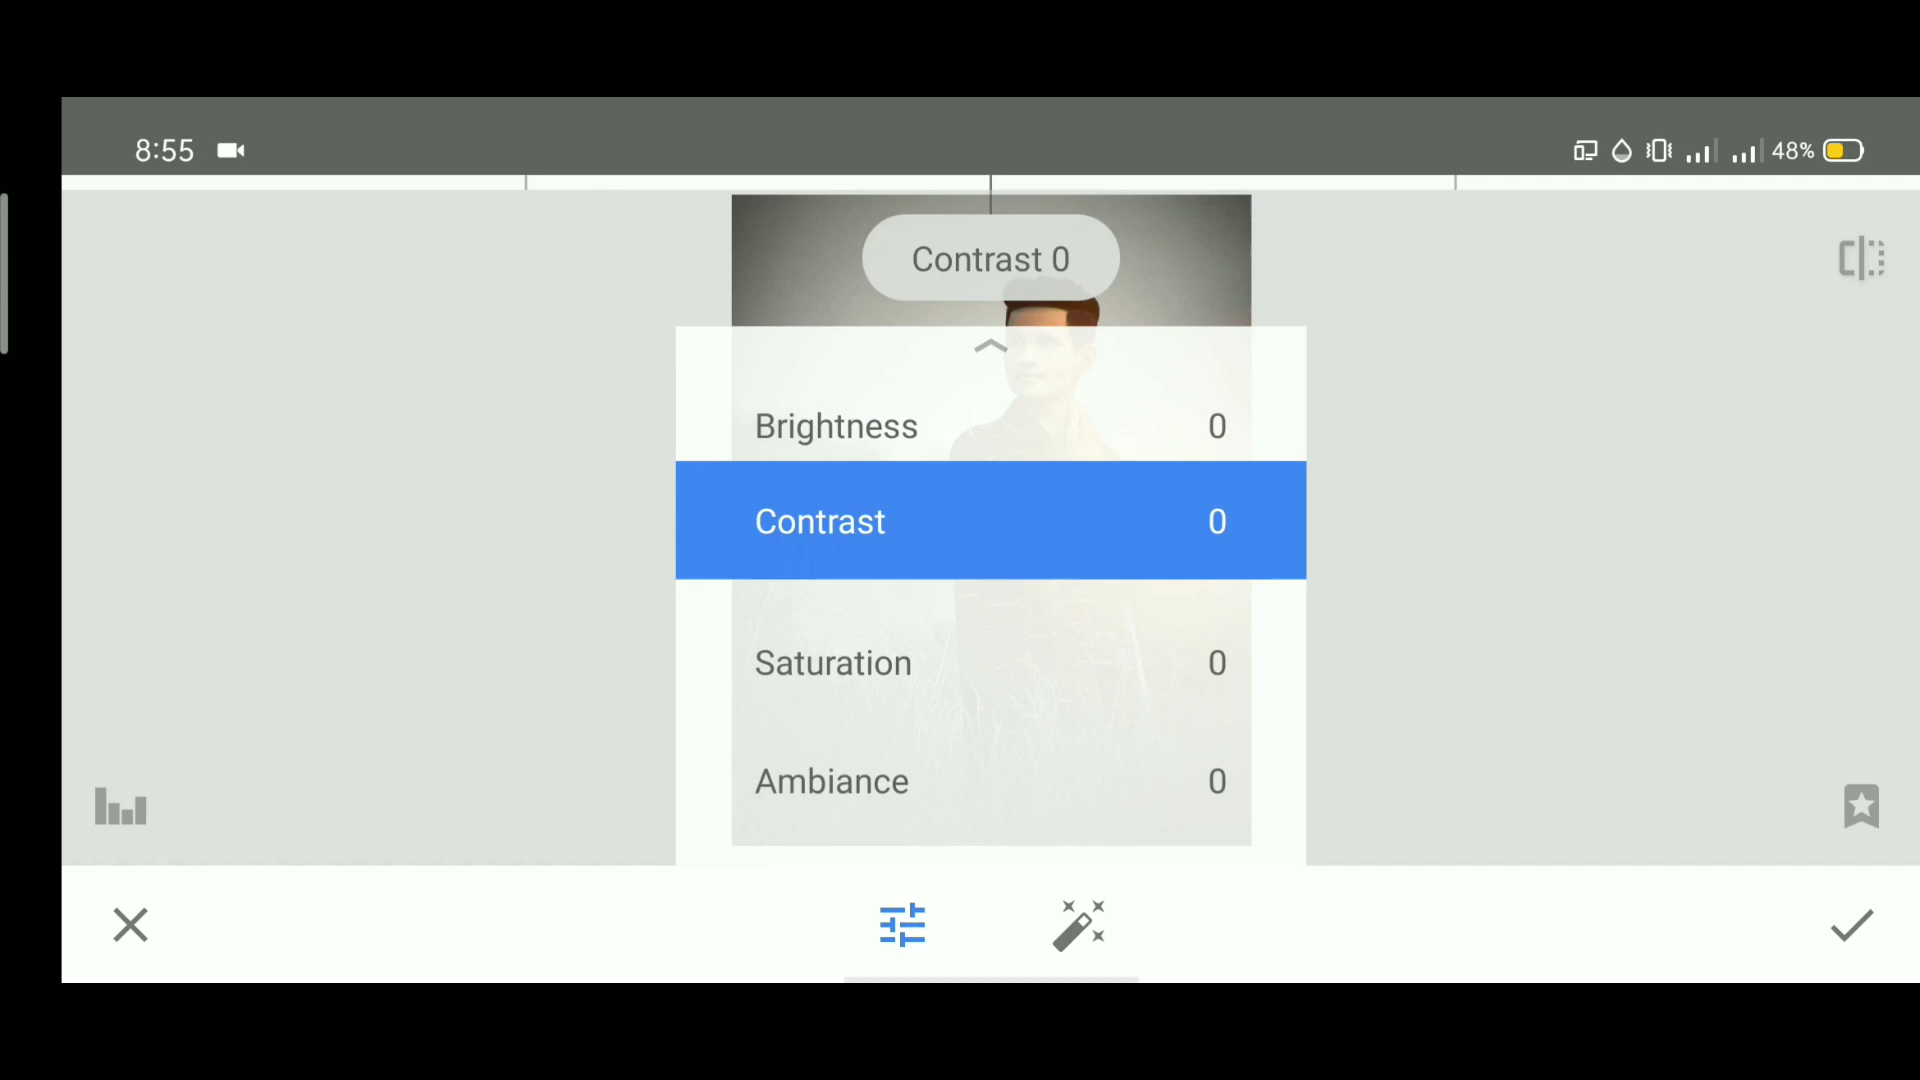 8:55
48%
Contrast 0
Brightness 0
Contrast 0
Saturation 0
Ambiance 0